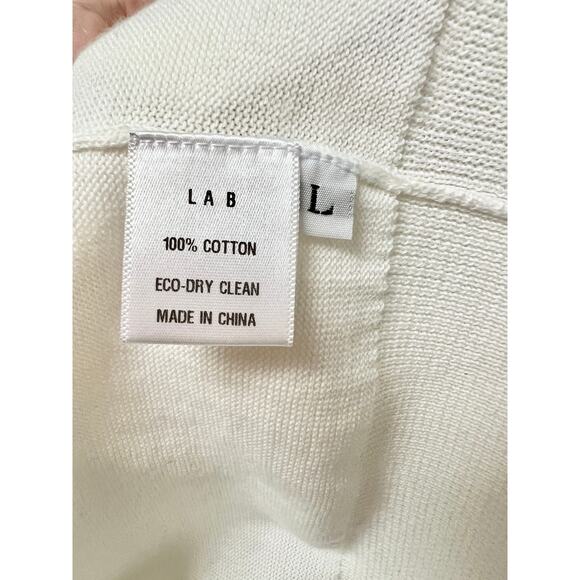 LAB
L
100% COTTON
ECO-DRY CLEAN
MADE IN CHINA